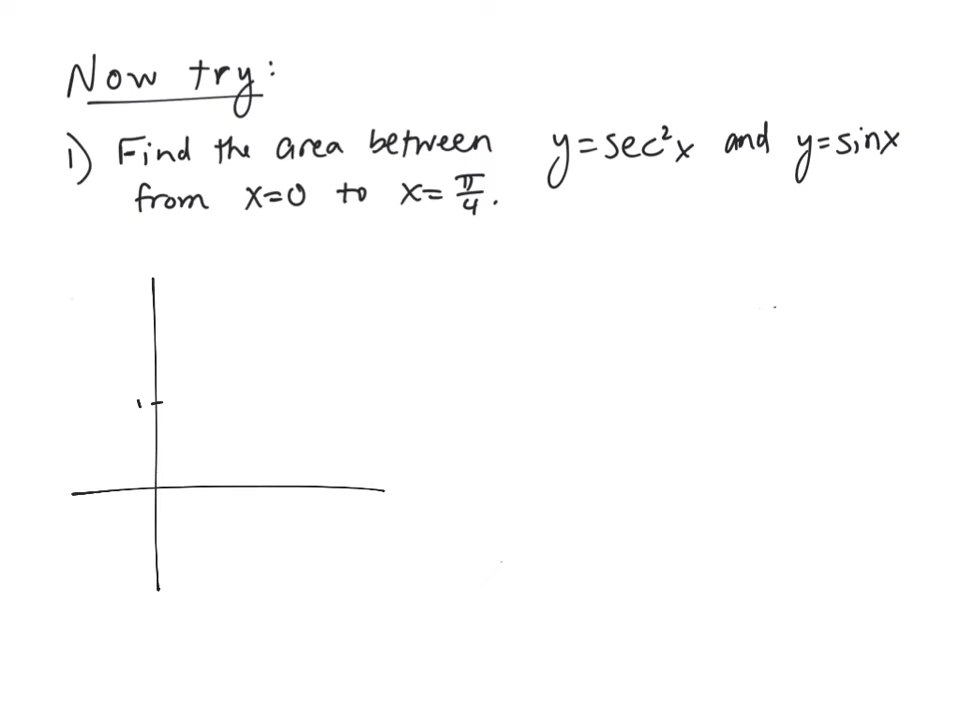 Now try:
1) Find the area between y=sec²x and y=sinx
from x=0 to x=π/4.
1